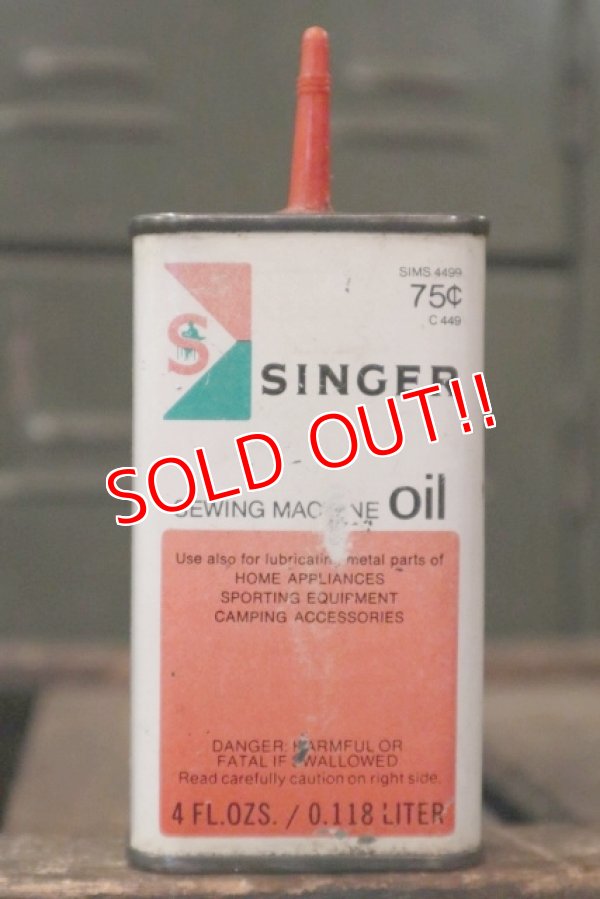 SIMS 4499
75¢
C 449
S
SINGER
SOLD OUT!!
SEWING MACHINE oil
Use also for lubricating metal parts of
HOME APPLIANCES
SPORTING EQUIPMENT
CAMPING ACCESSORIES
DANGER: HARMFUL OR
FATAL IF SWALLOWED
Read carefully caution on right side.
4 FL.OZS. / 0.118 LITER